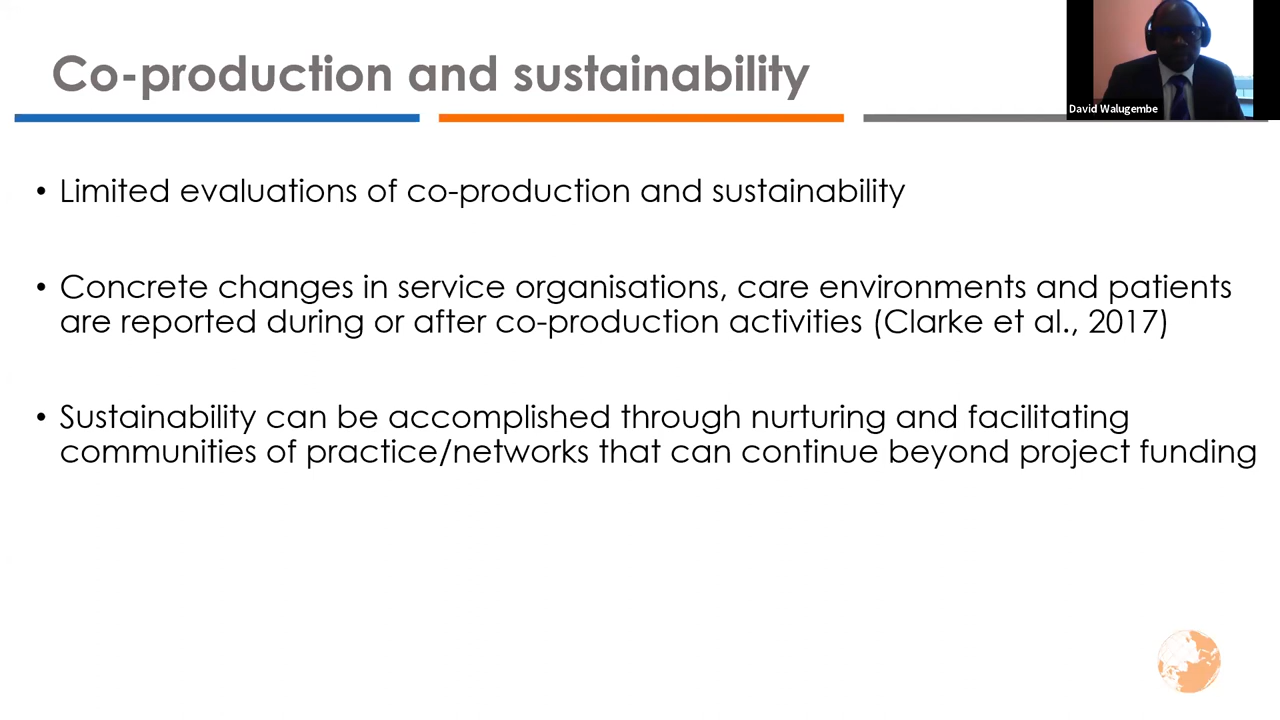 Co-production and sustainability
David Walugembe
• Limited evaluations of co-production and sustainability
• Concrete changes in service organisations, care environments and patients
are reported during or after co-production activities (Clarke et al., 2017)
• Sustainability can be accomplished through nurturing and facilitating
communities of practice/networks that can continue beyond project funding